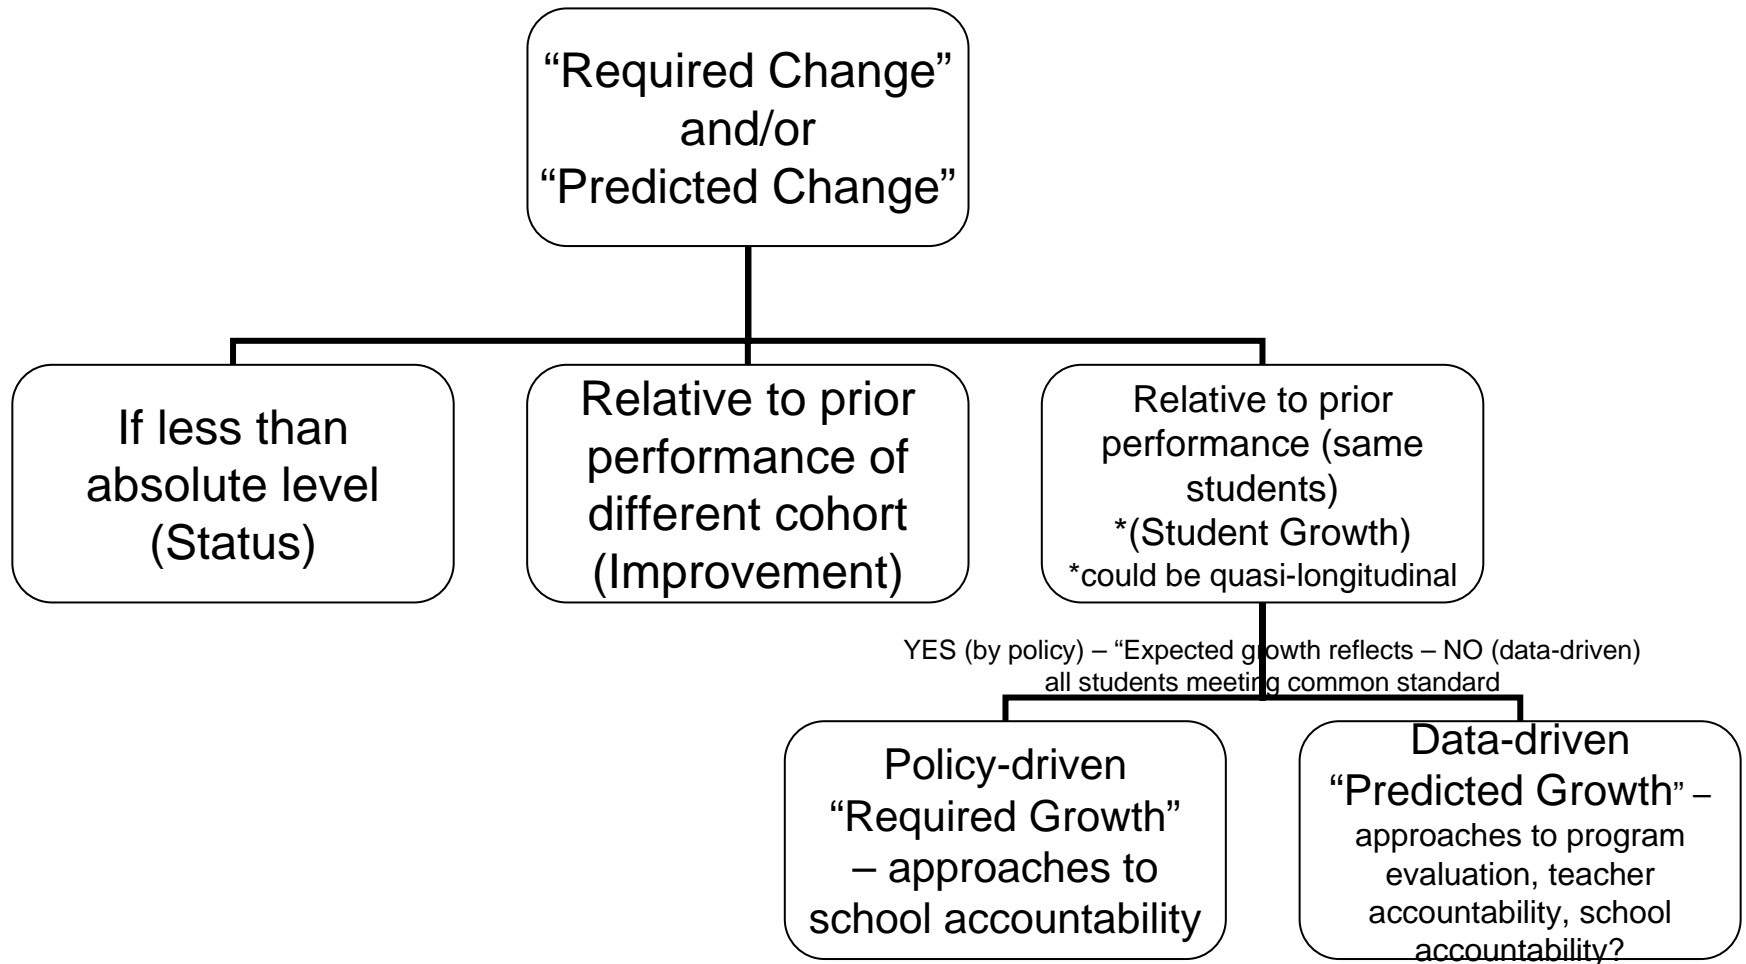 “Required Change”
and/or
“Predicted Change”
If less than
absolute level
(Status)
Relative to prior
performance of
different cohort
(Improvement)
Relative to prior
performance (same
students)
*(Student Growth)
*could be quasi-longitudinal
YES (by policy) – “Expected growth reflects – NO (data-driven)
all students meeting common standard
Policy-driven
“Required Growth”
– approaches to
school accountability
Data-driven
“Predicted Growth” –
approaches to program
evaluation, teacher
accountability, school
accountability?